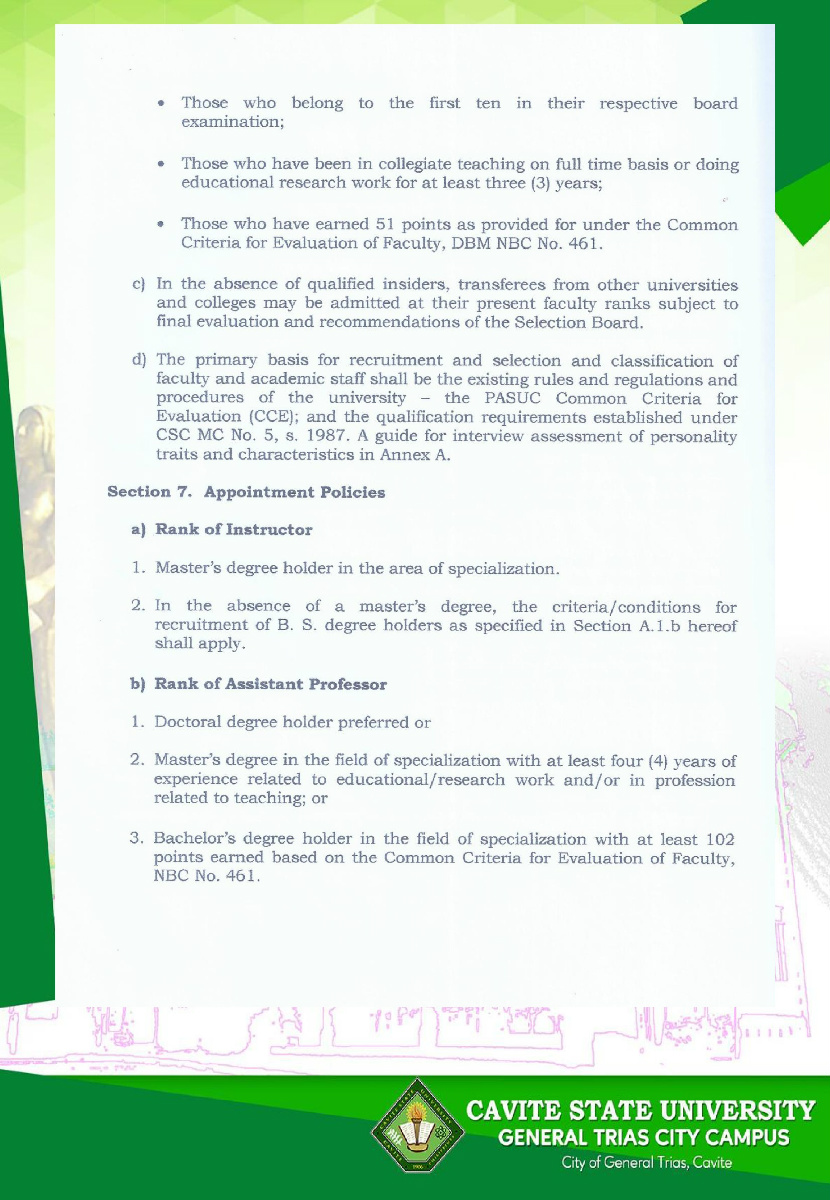 • Those who belong to the first ten in their respective board
examination;
• Those who have been in collegiate teaching on full time basis or doing
educational research work for at least three (3) years;
• Those who have earned 51 points as provided for under the Common
Criteria for Evaluation of Faculty, DBM NBC No. 461.
c) In the absence of qualified insiders, transferees from other universities
and colleges may be admitted at their present faculty ranks subject to
final evaluation and recommendations of the Selection Board.
d) The primary basis for recruitment and selection and classification of
faculty and academic staff shall be the existing rules and regulations and
procedures of the university – the PASUC Common Criteria for
Evaluation (CCE); and the qualification requirements established under
CSC MC No. 5, s. 1987. A guide for interview assessment of personality
traits and characteristics in Annex A.
Section 7. Appointment Policies
a) Rank of Instructor
1. Master's degree holder in the area of specialization.
2. In the absence of a master's degree, the criteria/conditions for
recruitment of B. S. degree holders as specified in Section A.1.b hereof
shall apply.
b) Rank of Assistant Professor
1. Doctoral degree holder preferred or
2. Master's degree in the field of specialization with at least four (4) years of
experience related to educational/research work and/or in profession
related to teaching; or
3. Bachelor's degree holder in the field of specialization with at least 102
points earned based on the Common Criteria for Evaluation of Faculty,
NBC No. 461.
1906
CAVITE STATE UNIVERSITY
GENERAL TRIAS CITY CAMPUS
City of General Trias, Cavite